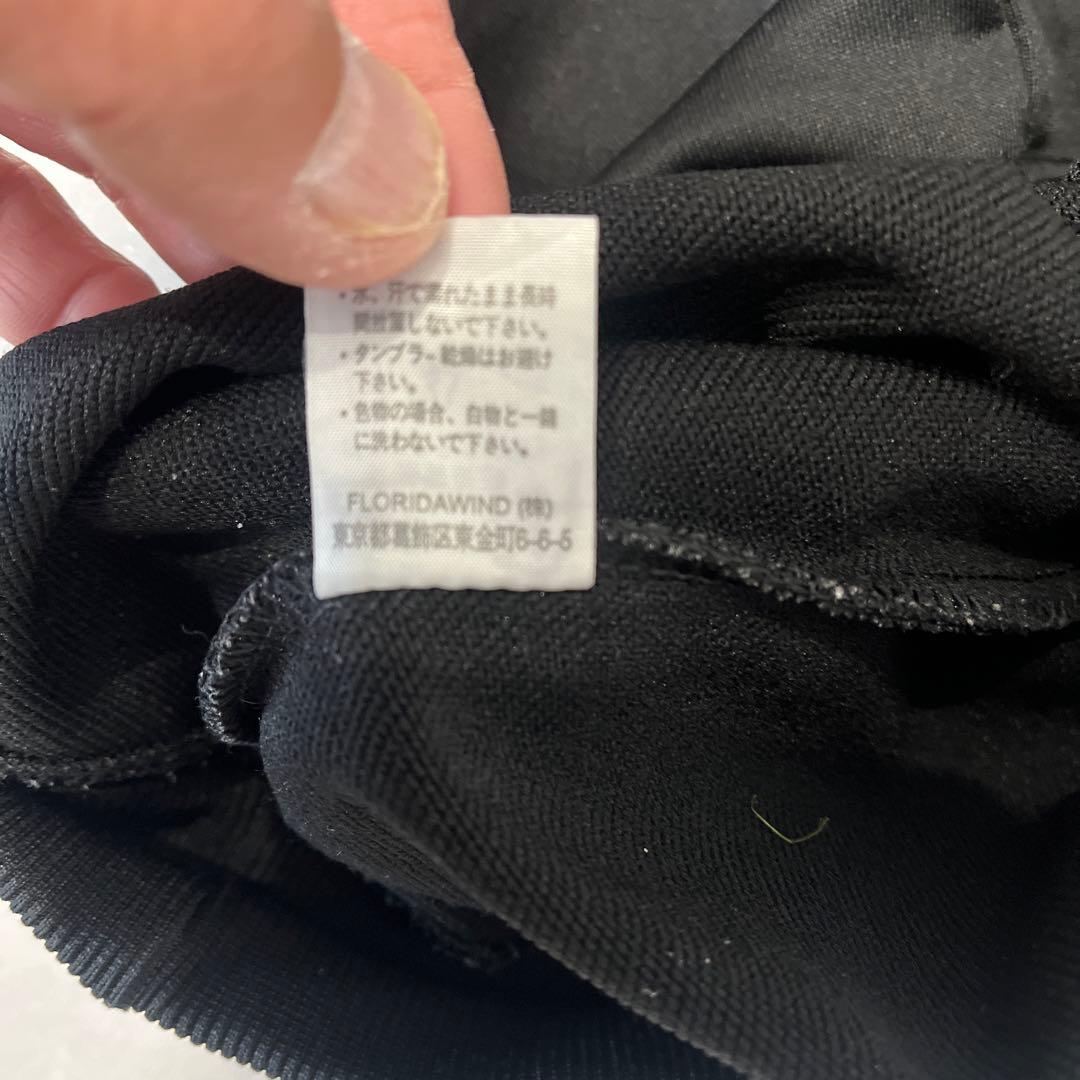 ・水、汗で濡れたまま長時
間放置しないで下さい。
・タンブラー乾燥はお避け
下さい。
・色物の場合、白物と一緒
に洗わないで下さい。
FLORIDAWIND (株)
東京都葛飾区東金町6-6-5